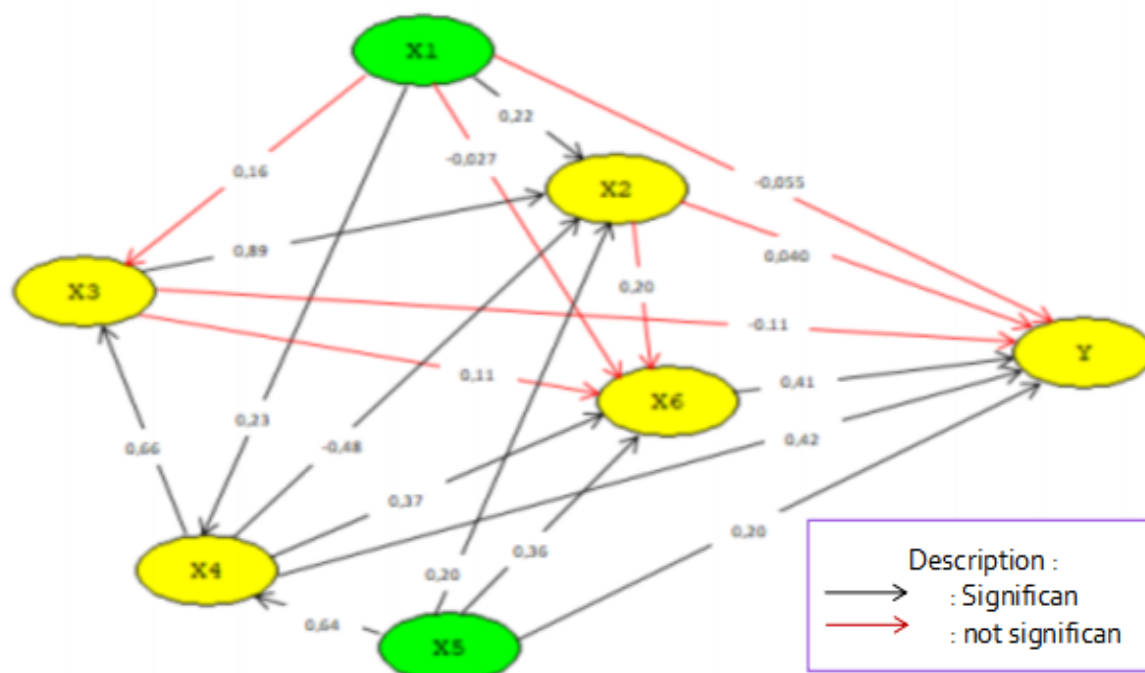 X1
0,22
-0,027
0,16
X2
-0,055
0,89
0,040
X3
0,20
-0.11
Y
0,11
0,41
X6
0,23
0,66
-0,48
0,42
0,37
0,20
0,36
X4
0,20
0,64
X5
Description :
: Significan
: not significan